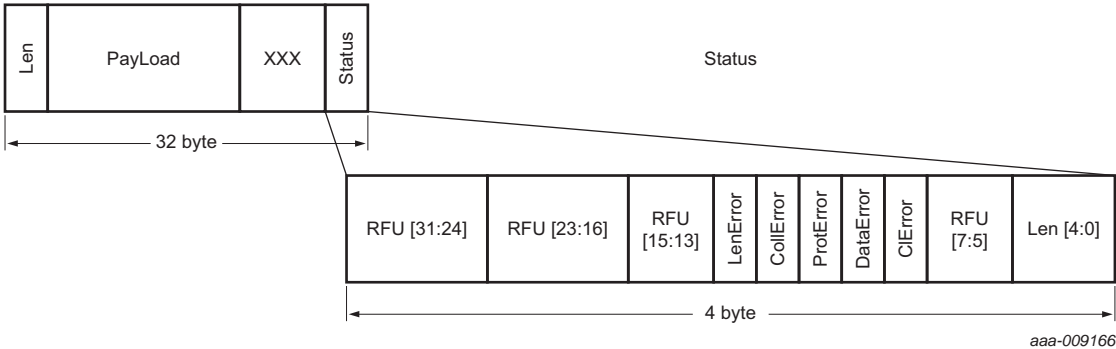 Len
PayLoad
XXX
Status
Status
32 byte
RFU [31:24]
RFU [23:16]
RFU
[15:13]
LenError
CollError
ProtError
DataError
ClError
RFU
[7:5]
Len [4:0]
4 byte
aaa-009166